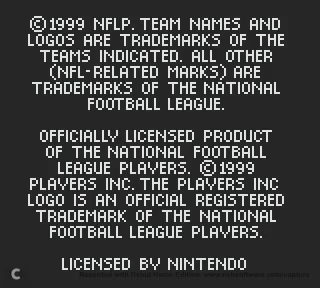 ©1999 NFLP. TEAM NAMES AND
LOGOS ARE TRADEMARKS OF THE
TEAMS INDICATED. ALL OTHER
(NFL-RELATED MARKS) ARE
TRADEMARKS OF THE NATIONAL
FOOTBALL LEAGUE.
OFFICIALLY LICENSED PRODUCT
OF THE NATIONAL FOOTBALL
LEAGUE PLAYERS. ©1999
PLAYERS INC. THE PLAYERS INC
LOGO IS AN OFFICIAL REGISTERED
TRADEMARK OF THE NATIONAL
FOOTBALL LEAGUE PLAYERS.
LICENSED BY NINTENDO
C